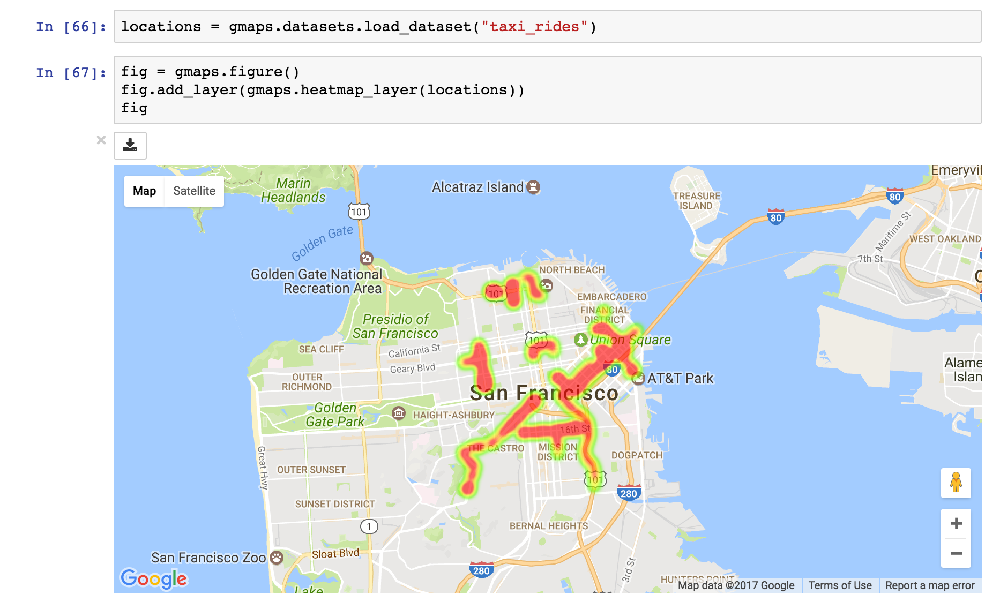 In [66]:
locations = gmaps.datasets.load_dataset("taxi_rides")
In [67]:
fig = gmaps.figure()
fig.add_layer(gmaps.heatmap_layer(locations))
fig
Map
Satellite
Marin
Headlands
Alcatraz Island
Emeryvil
TREASURE
ISLAND
80
80
101
Golden Gate
Maritime St
WEST OAKLAND
7th St
Golden Gate National
Recreation Area
NORTH BEACH
101
EMBARCADERO
FINANCIAL
DISTRICT
Presidio of
San Francisco
101
Union Square
SEA CLIFF
California St
Geary Blvd
80
Alame
Islan
OUTER
RICHMOND
AT&T Park
San Francisco
Golden
Gate Park
HAIGHT-ASHBURY
16th St
THE CASTRO
MISSION
DISTRICT
DOGPATCH
Great Hwy
OUTER SUNSET
101
280
SUNSET DISTRICT
1
BERNAL HEIGHTS
San Francisco Zoo
Sloat Blvd
280
3rd St
HUNTERS POINT
Google
Lake
Map data ©2017 Google
Terms of Use
Report a map error